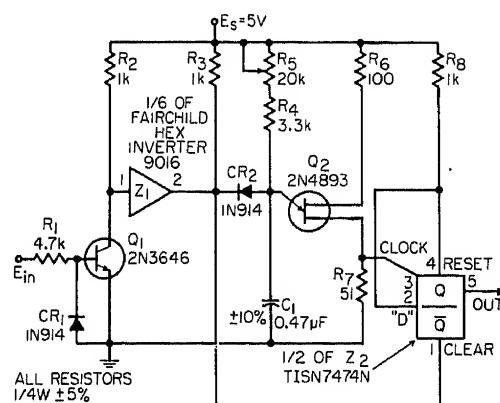 Es=5V
R2
1k
R3
1k
R5
20k
R6
100
R8
1k
R4
3.3k
1/6 OF
FAIRCHILD
HEX
INVERTER
9016
1
Z1
2
CR2
1N914
Q2
2N4893
R1
4.7k
Ein
Q1
2N3646
CR1
1N914
±10%
C1
0.47μF
R7
51
CLOCK
4
RESET
3
2
"D"
Q
Q̅
5
OUT
1
CLEAR
1/2 OF Z2
TISN7474N
ALL RESISTORS
1/4W ±5%